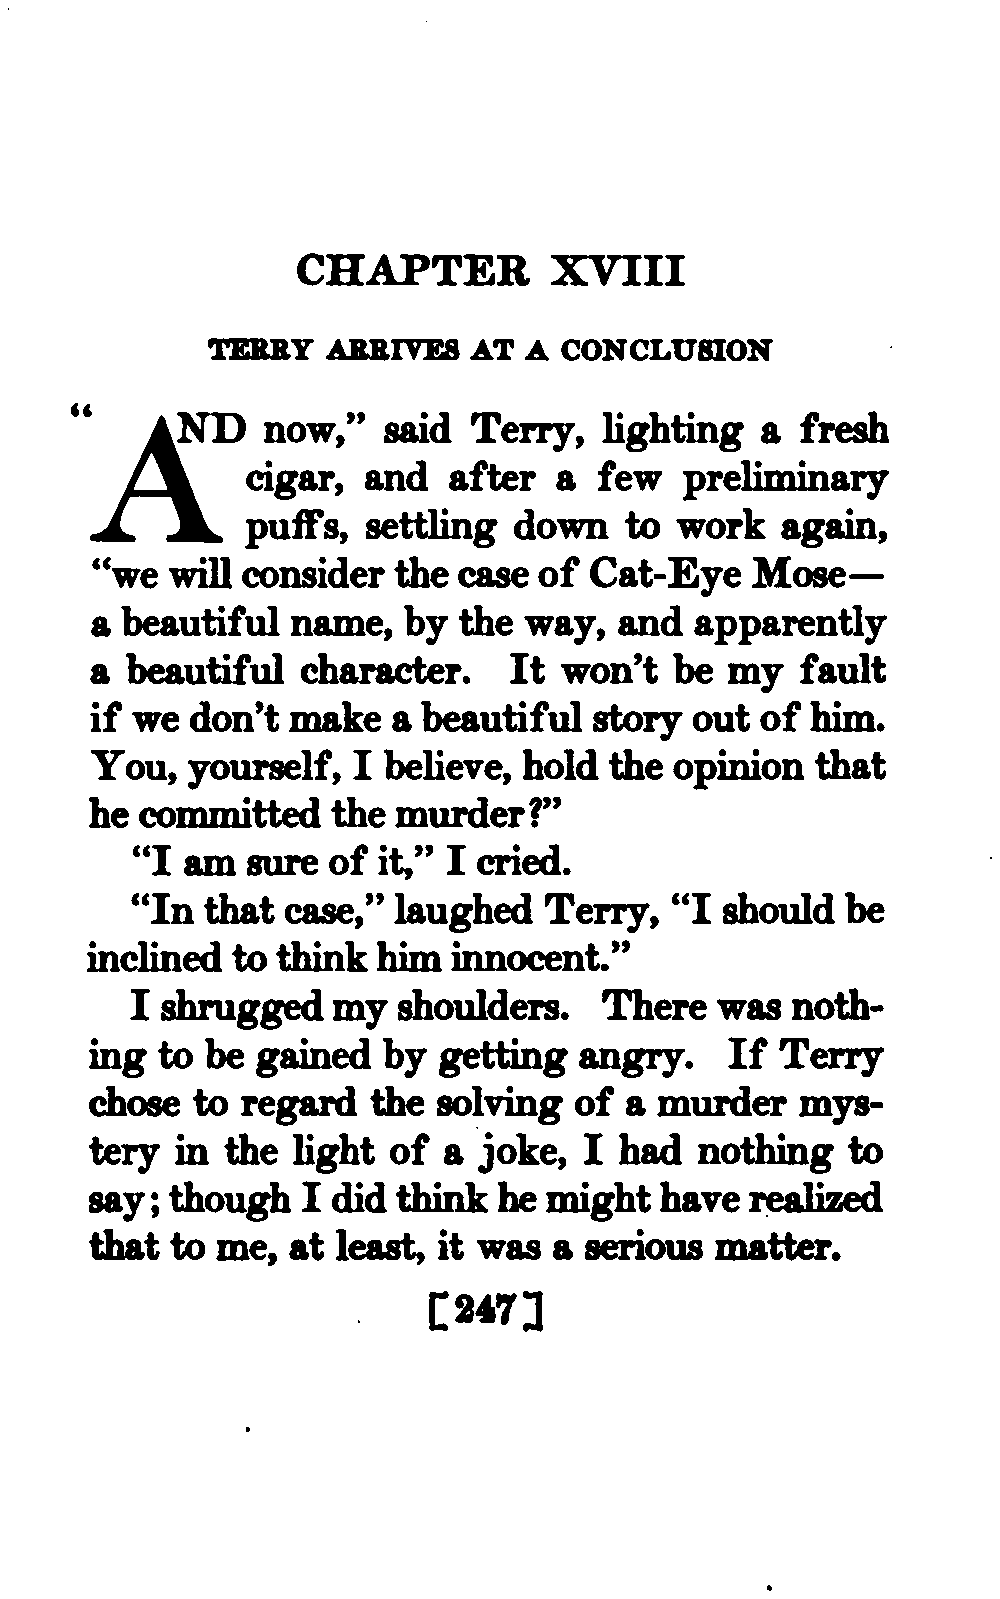 CHAPTER XVIII
TERRY ARRIVES AT A CONCLUSION
“AND now,” said Terry, lighting a fresh
cigar, and after a few preliminary
puffs, settling down to work again,
“we will consider the case of Cat-Eye Mose—
a beautiful name, by the way, and apparently
a beautiful character. It won’t be my fault
if we don’t make a beautiful story out of him.
You, yourself, I believe, hold the opinion that
he committed the murder?”
“I am sure of it,” I cried.
“In that case,” laughed Terry, “I should be
inclined to think him innocent.”
I shrugged my shoulders. There was noth-
ing to be gained by getting angry. If Terry
chose to regard the solving of a murder mys-
tery in the light of a joke, I had nothing to
say; though I did think he might have realized
that to me, at least, it was a serious matter.
[247]